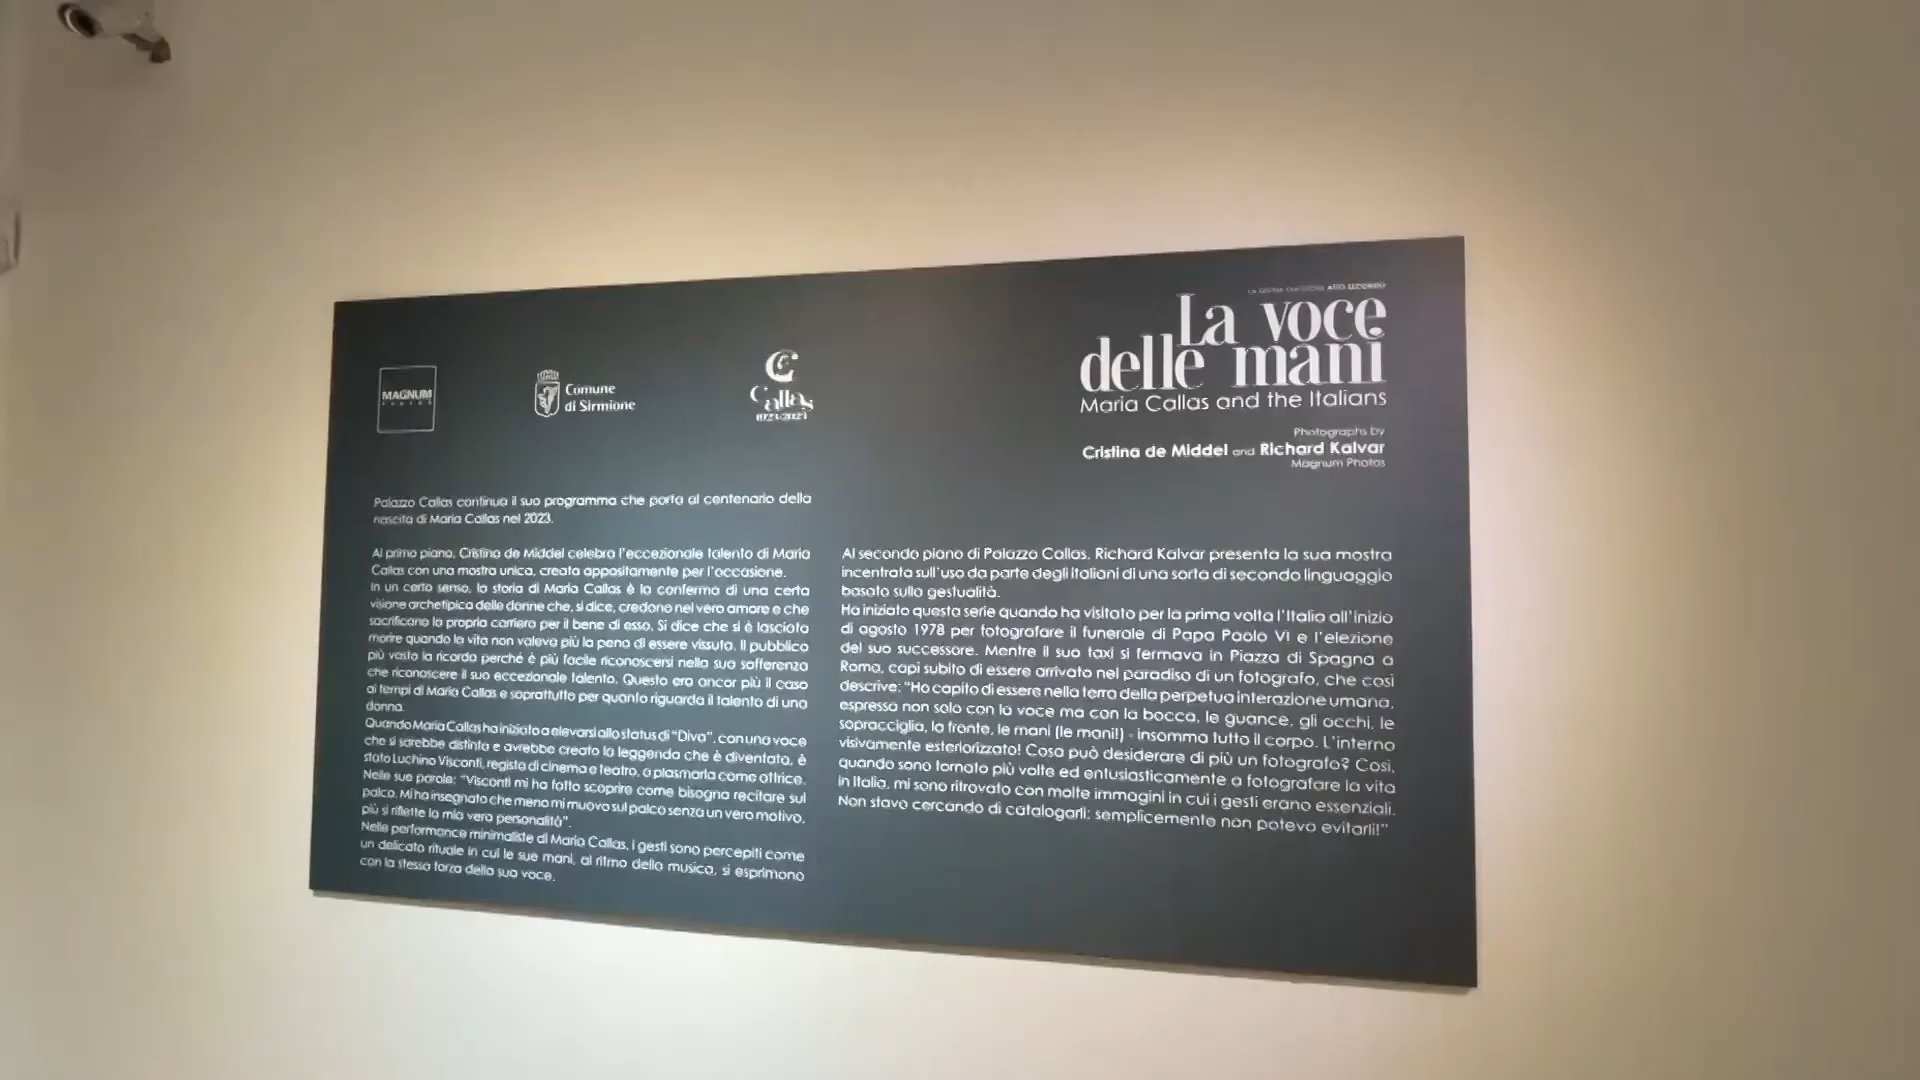 MAGNUM
PHOTOS
Comune
di Sirmione
Callas
1923-2023
ATTO SECONDO
La voce
delle mani
Maria Callas and the Italians
Photographs by
Cristina de Middel and Richard Kalvar
Magnum Photos
Palazzo Callas continua il suo programma che porta al centenario della
nascita di Maria Callas nel 2023.
Al primo piano, Cristina de Middel celebra l'eccezionale talento di Maria
Callas con una mostra unica, creata appositamente per l'occasione.
In un certo senso, la storia di Maria Callas è la conferma di una certa
visione archetipica delle donne che, si dice, credono nel vero amore e che
sacrificano la propria carriera per il bene di esso. Si dice che si è lasciata
morire quando la vita non valeva più la pena di essere vissuta. Il pubblico
più vasto la ricorda perché è più facile riconoscersi nella sua sofferenza
che riconoscere il suo eccezionale talento. Questo era ancor più il caso
ai tempi di Maria Callas e soprattutto per quanto riguarda il talento di una
donna.
Quando Maria Callas ha iniziato a elevarsi allo status di "Diva", con una voce
che si sarebbe distinta e avrebbe creato la leggenda che è diventata, è
stato Luchino Visconti, regista di cinema e teatro, a plasmarla come attrice.
Nelle sue parole: "Visconti mi ha fatto scoprire come bisogna recitare sul
palco. Mi ha insegnato che meno mi muovo sul palco senza un vero motivo,
più si riflette la mia vera personalità".
Nelle performance minimaliste di Maria Callas, i gesti sono percepiti come
un delicato rituale in cui le sue mani, al ritmo della musica, si esprimono
con la stessa forza della sua voce.
Al secondo piano di Palazzo Callas, Richard Kalvar presenta la sua mostra
incentrata sull'uso da parte degli italiani di una sorta di secondo linguaggio
basato sulla gestualità.
Ha iniziato questa serie quando ha visitato per la prima volta l'Italia all'inizio
di agosto 1978 per fotografare il funerale di Papa Paolo VI e l'elezione
del suo successore. Mentre il suo taxi si fermava in Piazza di Spagna a
Roma, capì subito di essere arrivato nel paradiso di un fotografo, che così
descrive: "Ho capito di essere nella terra della perpetua interazione umana,
espressa non solo con la voce ma con la bocca, le guance, gli occhi, le
sopracciglia, la fronte, le mani (le mani!) - insomma tutto il corpo. L'interno
visivamente esteriorizzato! Cosa può desiderare di più un fotografo? Così,
quando sono tornato più volte ed entusiasticamente a fotografare la vita
in Italia, mi sono ritrovato con molte immagini in cui i gesti erano essenziali.
Non stavo cercando di catalogarli: semplicemente non potevo evitarli!"